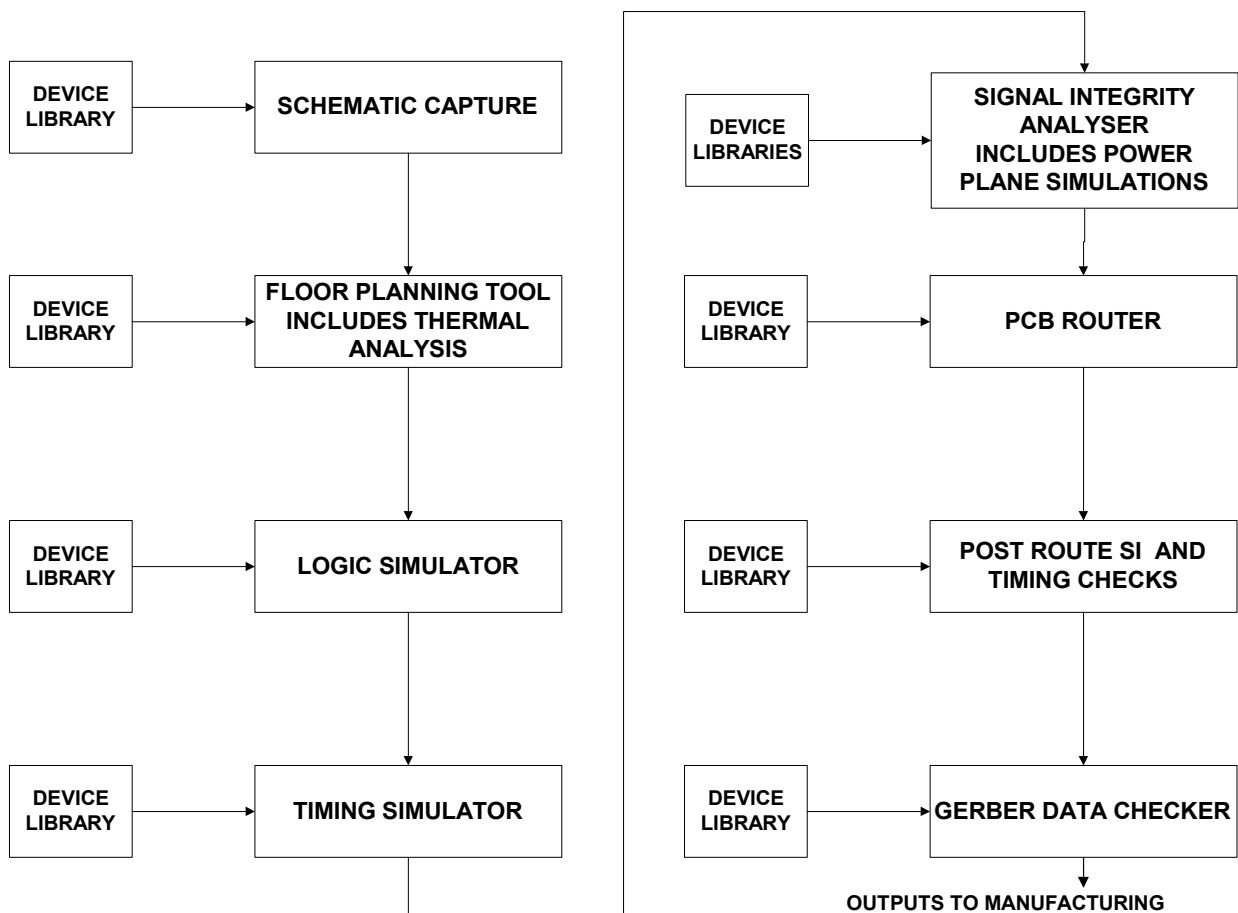 DEVICE
LIBRARY
SCHEMATIC CAPTURE
DEVICE
LIBRARY
FLOOR PLANNING TOOL
INCLUDES THERMAL
ANALYSIS
DEVICE
LIBRARY
LOGIC SIMULATOR
DEVICE
LIBRARY
TIMING SIMULATOR
DEVICE
LIBRARIES
SIGNAL INTEGRITY
ANALYSER
INCLUDES POWER
PLANE SIMULATIONS
DEVICE
LIBRARY
PCB ROUTER
DEVICE
LIBRARY
POST ROUTE SI AND
TIMING CHECKS
DEVICE
LIBRARY
GERBER DATA CHECKER
OUTPUTS TO MANUFACTURING